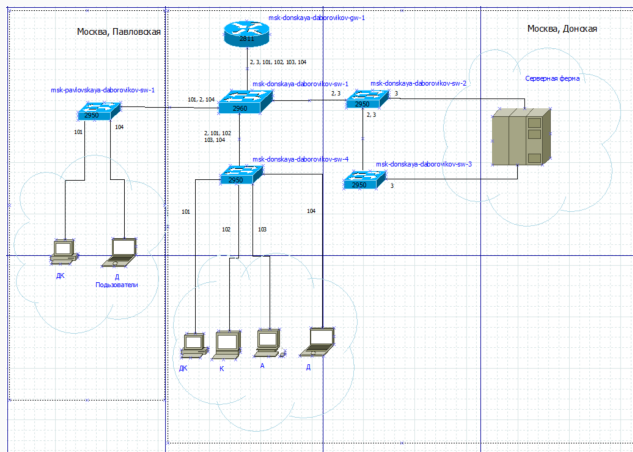 msk-donskaya-daborovikov-gw-1
Москва, Павловская
Москва, Донская
2811
2, 3, 101, 102, 103, 104
msk-donskaya-daborovikov-sw-2
Серверная ферма
msk-pavlovskaya-daborovikov-sw-1
msk-donskaya-daborovikov-sw-1
2950
101, 2, 104
2960
2, 3
2950
3
2, 3
101
104
2, 101, 102
103, 104
msk-donskaya-daborovikov-sw-4
msk-donskaya-daborovikov-sw-3
2950
2950
3
101
102
103
104
ДК
Д
Пользователи
ДК
К
А
Д